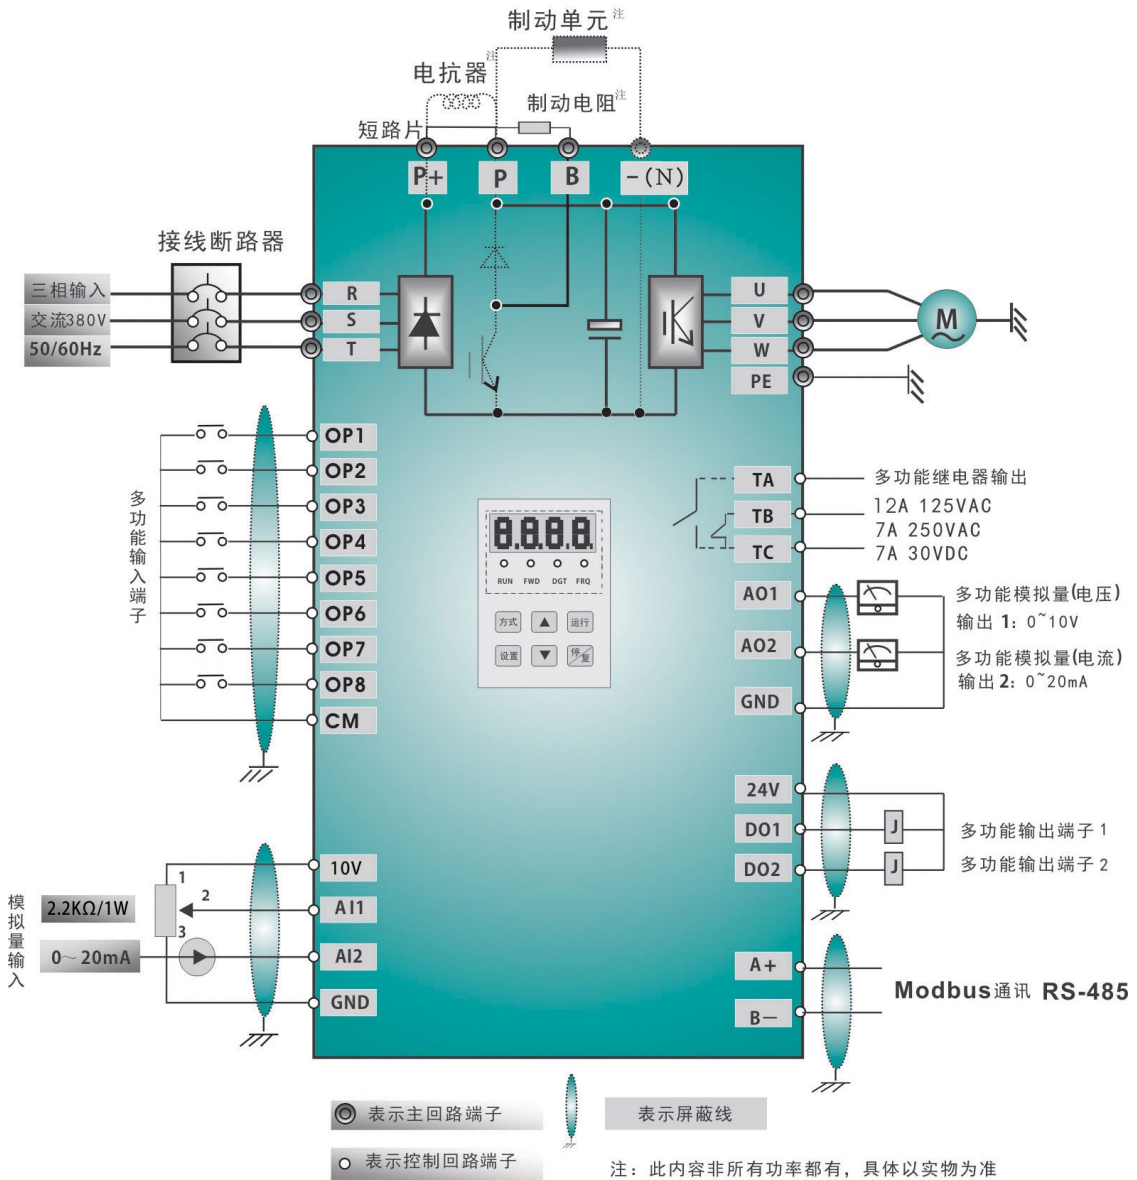 制动单元注
电抗器注
制动电阻注
短路片
P+
P
B
-(N)
接线断路器
三相输入
交流380V
50/60Hz
R
S
T
U
V
W
PE
M
多功能输入端子
OP1
OP2
OP3
OP4
OP5
OP6
OP7
OP8
CM
8.8.8.8.
RUN FWD DGT FRQ
方式 ▲ 运行
设置 ▼ 停/复
TA
TB
TC
多功能继电器输出
12A 125VAC
7A 250VAC
7A 30VDC
AO1
AO2
GND
多功能模拟量(电压)
输出 1: 0~10V
多功能模拟量(电流)
输出 2: 0~20mA
24V
DO1
DO2
J
J
多功能输出端子 1
多功能输出端子 2
模拟量输入
2.2KΩ/1W
0~ 20mA
1
2
3
10V
AI1
AI2
GND
A+
B—
Modbus通讯 RS-485
表示主回路端子
表示屏蔽线
表示控制回路端子
注: 此内容非所有功率都有, 具体以实物为准